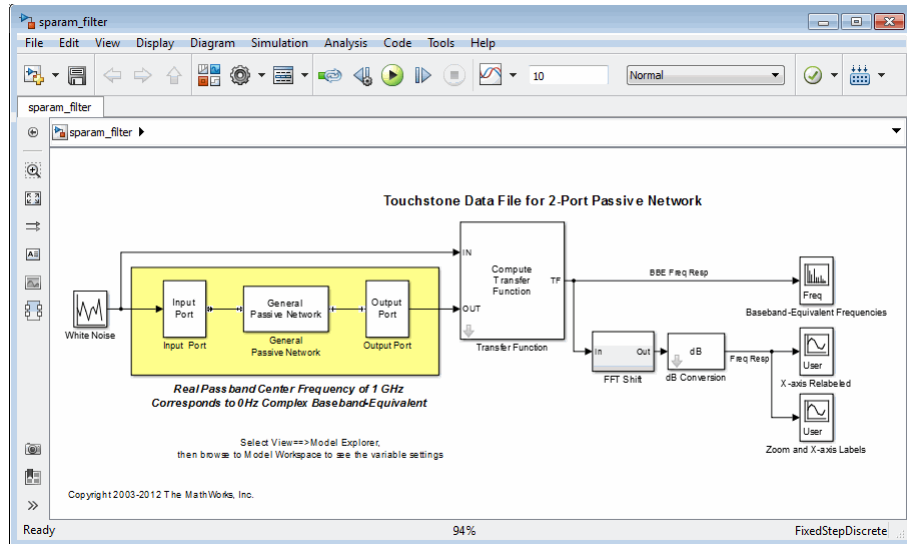 sparam_filter
File Edit View Display Diagram Simulation Analysis Code Tools Help
10 Normal
sparam_filter
sparam_filter
Touchstone Data File for 2-Port Passive Network
IN
Compute
Transfer
Function
TF
OUT
Transfer Function
BBE Freq Resp
Freq
Baseband-Equivalent Frequencies
White Noise
Input
Port
Input Port
General
Passive Network
General
Passive Network
Output
Port
Output Port
In Out
FFT Shift
dB
dB Conversion
Freq Resp
User
X-axis Relabeled
User
Zoom and X-axis Labels
Real Passband Center Frequency of 1 GHz
Corresponds to 0Hz Complex Baseband-Equivalent
Select View==>Model Explorer,
then browse to Model Workspace to see the variable settings
Copyright 2003-2012 The MathWorks, Inc.
Ready 94% FixedStepDiscrete